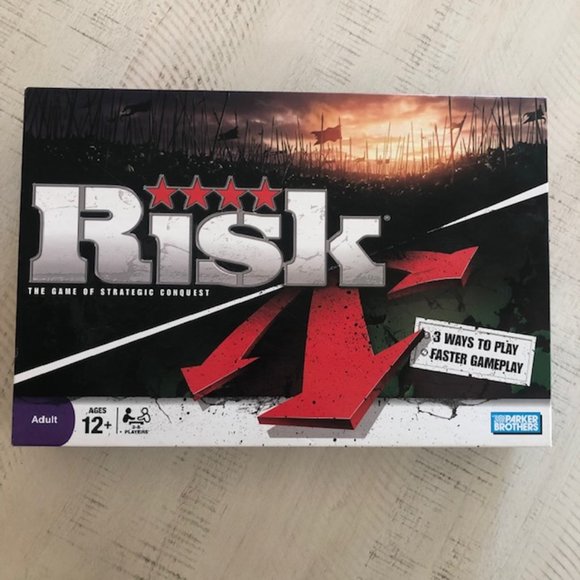 Risk®
THE GAME OF STRATEGIC CONQUEST
3 WAYS TO PLAY
FASTER GAMEPLAY
Adult
AGES
12+
PLAYERS
PARKER
BROTHERS